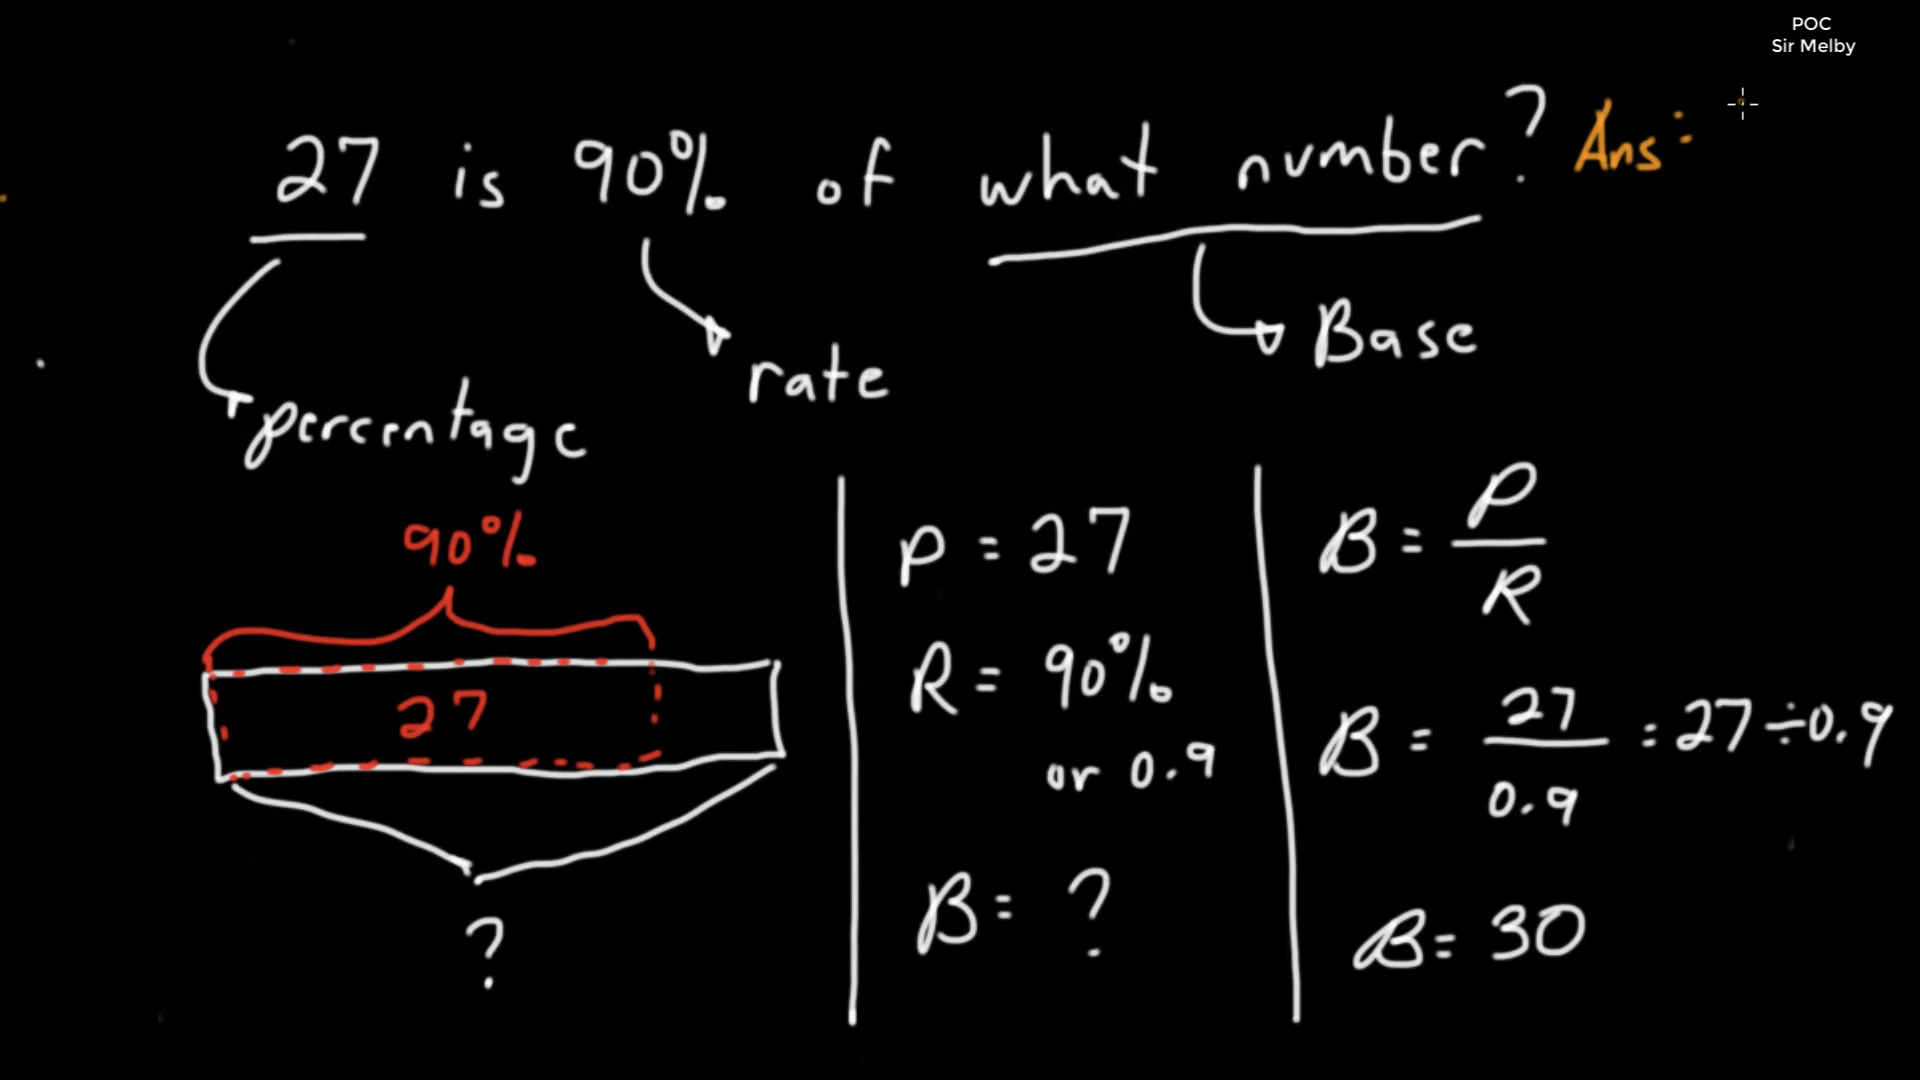 POC
Sir Melby
27 is 90% of what number? Ans:
percentage
rate
Base
90%
27
?
P = 27
R = 90%
or 0.9
B = ?
B = P/R
B = 27/0.9 = 27 ÷ 0.9
B = 30